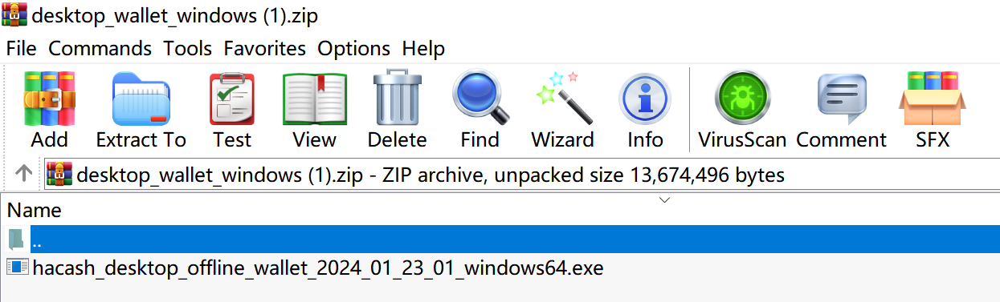 desktop_wallet_windows (1).zip
File Commands Tools Favorites Options Help
Add Extract To Test View Delete Find Wizard Info VirusScan Comment SFX
desktop_wallet_windows (1).zip - ZIP archive, unpacked size 13,674,496 bytes
Name
..
hacash_desktop_offline_wallet_2024_01_23_01_windows64.exe